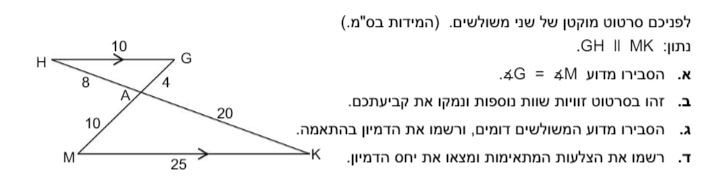 לפניכם סרטוט מוקטן של שני משולשים. (המידות בס"מ.)
נתון: GH || MK.
א. הסבירו מדוע ∢G = ∢M.
ב. זהו בסרטוט זוויות שוות נוספות ונמקו את קביעתכם.
ג. הסבירו מדוע המשולשים דומים, ורשמו את הדמיון בהתאמה.
ד. רשמו את הצלעות המתאימות ומצאו את יחס הדמיון.
10
H
G
8
4
A
20
10
M
K
25